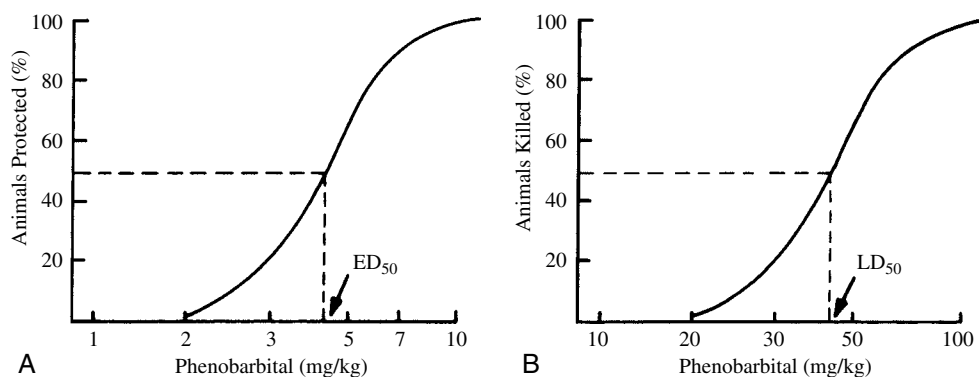 100
80
60
40
20
Animals Protected (%)
ED50
1 2 3 5 7 10
A Phenobarbital (mg/kg)
100
80
60
40
20
Animals Killed (%)
LD50
10 20 30 50 100
B Phenobarbital (mg/kg)